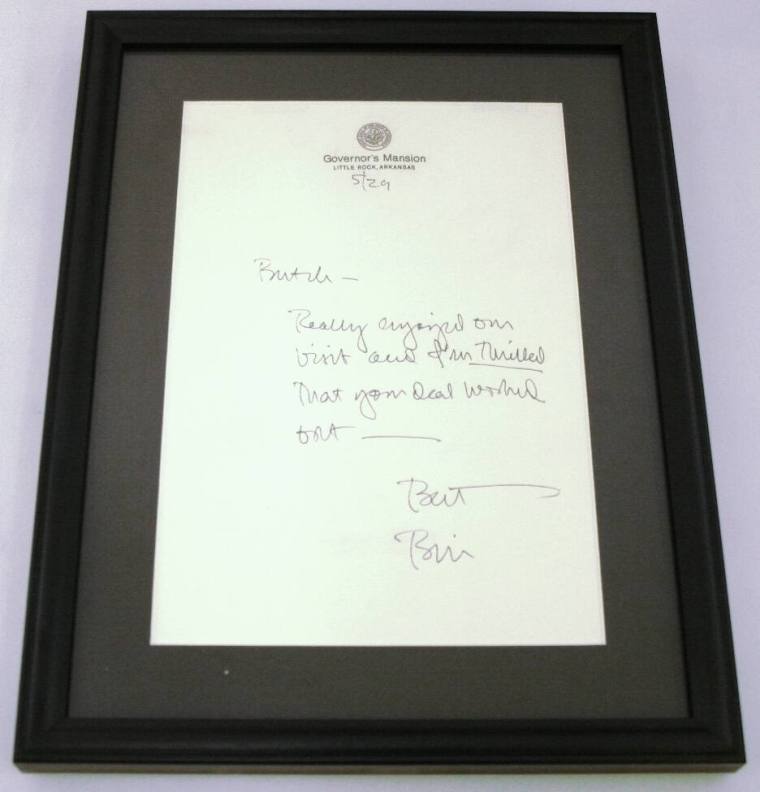 Governor's Mansion
LITTLE ROCK, ARKANSAS
5/29
Butch —
Really enjoyed our
visit and I'm Thrilled
That your deal worked
out —
Best
Bill